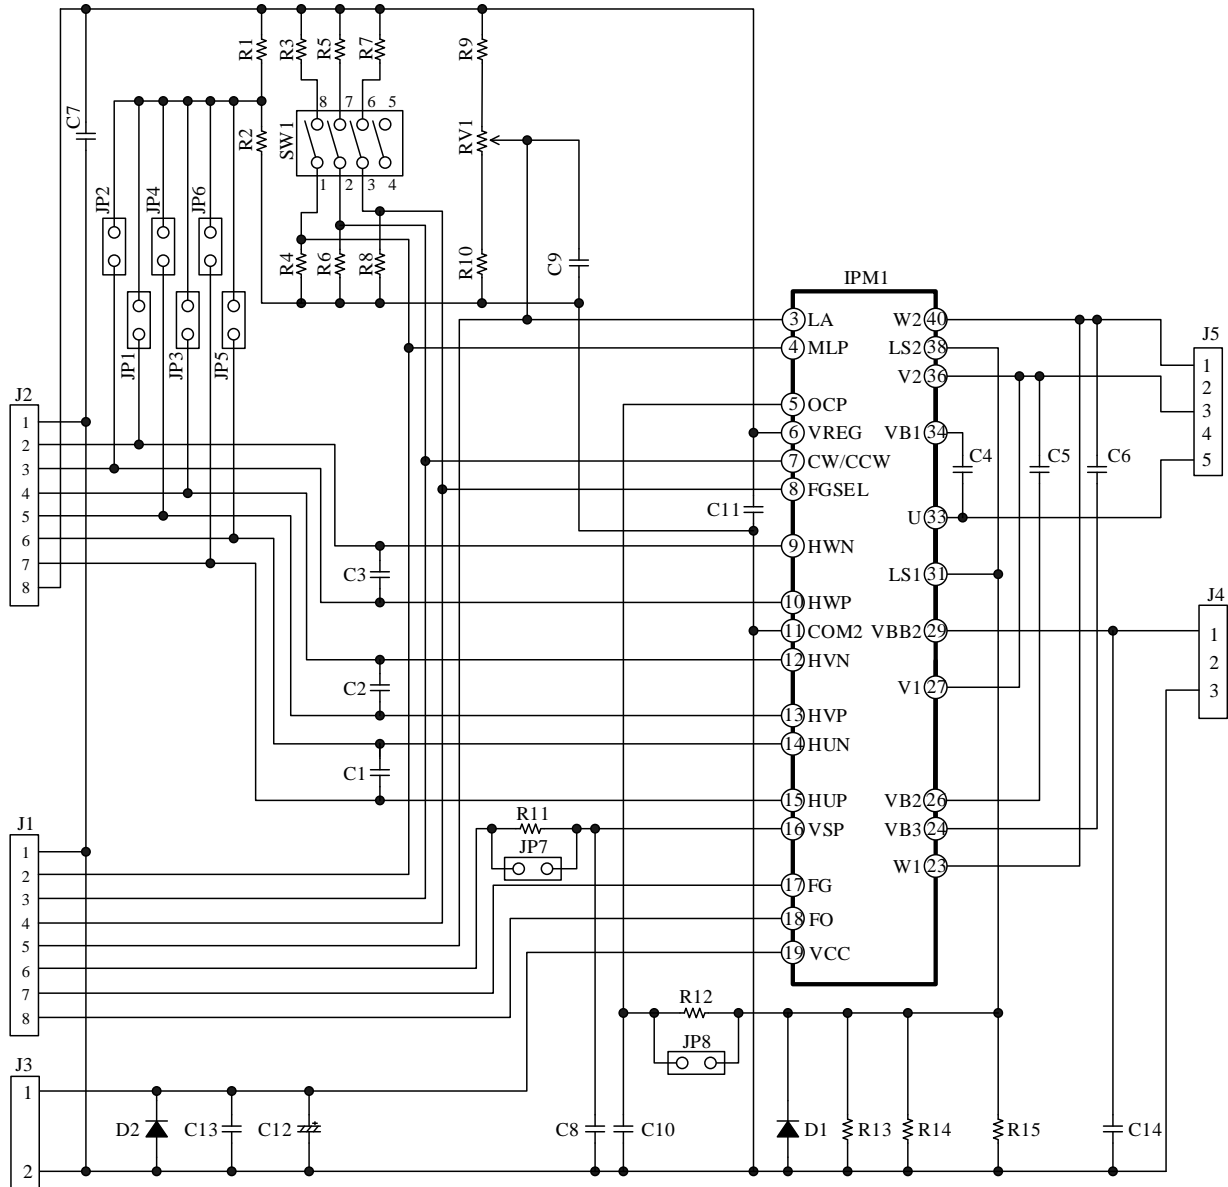 R1
R3
R5
R7
R9
C7
R2
SW1
8 7 6 5
1 2 3 4
RV1
JP2
JP4
JP6
R4
R6
R8
R10
C9
JP1
JP3
JP5
IPM1
3 LA
4 MLP
5 OCP
6 VREG
7 CW/CCW
8 FGSEL
9 HWN
10 HWP
11 COM2
12 HVN
13 HVP
14 HUN
15 HUP
16 VSP
17 FG
18 FO
19 VCC
W2 40
LS2 38
V2 36
VB1 34
U 33
LS1 31
VBB2 29
V1 27
VB2 26
VB3 24
W1 23
J5
1
2
3
4
5
C4
C5
C6
C11
J2
1
2
3
4
5
6
7
8
C3
C2
C1
J4
1
2
3
R11
JP7
J1
1
2
3
4
5
6
7
8
R12
JP8
J3
1
2
D2
C13
C12
+
C8
C10
D1
R13
R14
R15
C14